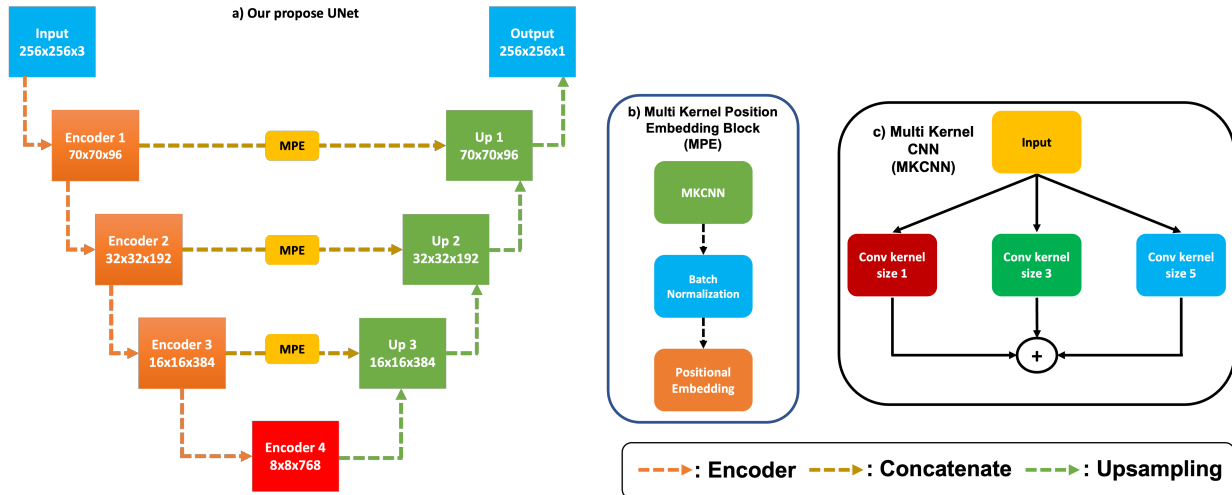 a) Our propose UNet
Input
256x256x3
Output
256x256x1
Encoder 1
70x70x96
MPE
Up 1
70x70x96
Encoder 2
32x32x192
MPE
Up 2
32x32x192
Encoder 3
16x16x384
MPE
Up 3
16x16x384
Encoder 4
8x8x768
b) Multi Kernel Position
Embedding Block
(MPE)
MKCNN
Batch
Normalization
Positional
Embedding
c) Multi Kernel
CNN
(MKCNN)
Input
Conv kernel
size 1
Conv kernel
size 3
Conv kernel
size 5
+
: Encoder
: Concatenate
: Upsampling